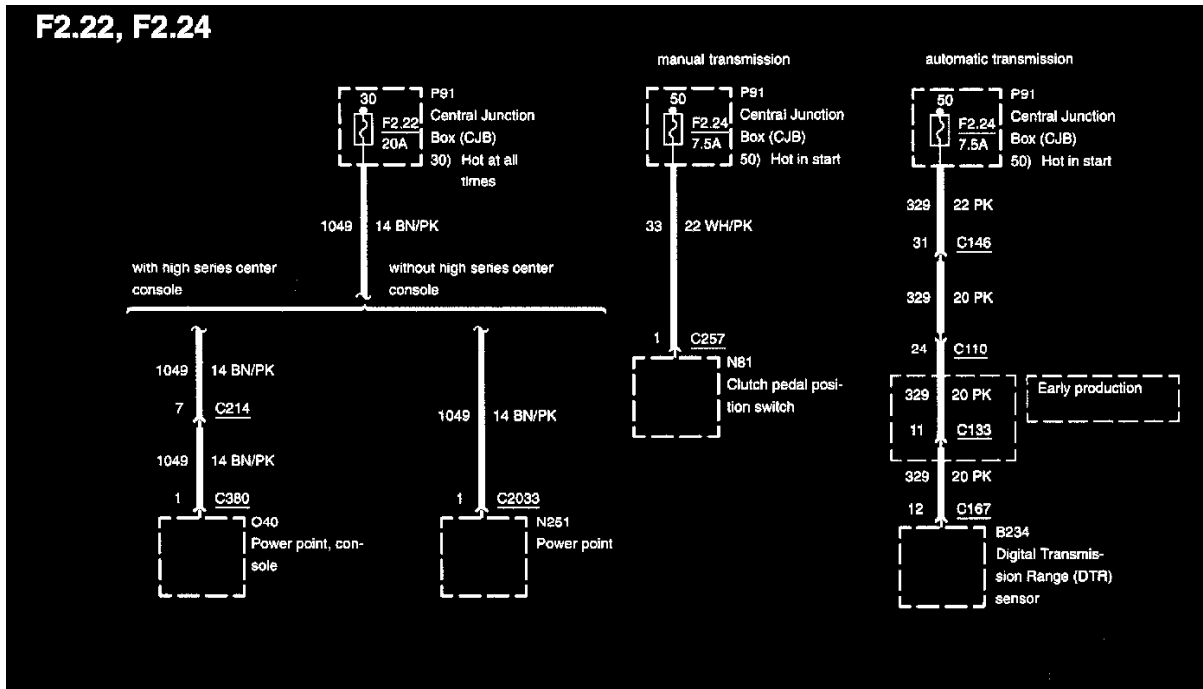 F2.22, F2.24
manual transmission
automatic transmission
30
F2.22
20A
P91
Central Junction
Box (CJB)
30) Hot at all
times
50
F2.24
7.5A
P91
Central Junction
Box (CJB)
50) Hot in start
50
F2.24
7.5A
P91
Central Junction
Box (CJB)
50) Hot in start
1049 14 BN/PK
33 22 WH/PK
329 22 PK
31 C146
with high series center
console
without high series center
console
329 20 PK
1 C257
N81
Clutch pedal posi-
tion switch
24 C110
1049 14 BN/PK
7 C214
1049 14 BN/PK
329 20 PK
11 C133
Early production
1049 14 BN/PK
329 20 PK
1 C380
O40
Power point, con-
sole
1 C2033
N251
Power point
12 C167
B234
Digital Transmis-
sion Range (DTR)
sensor